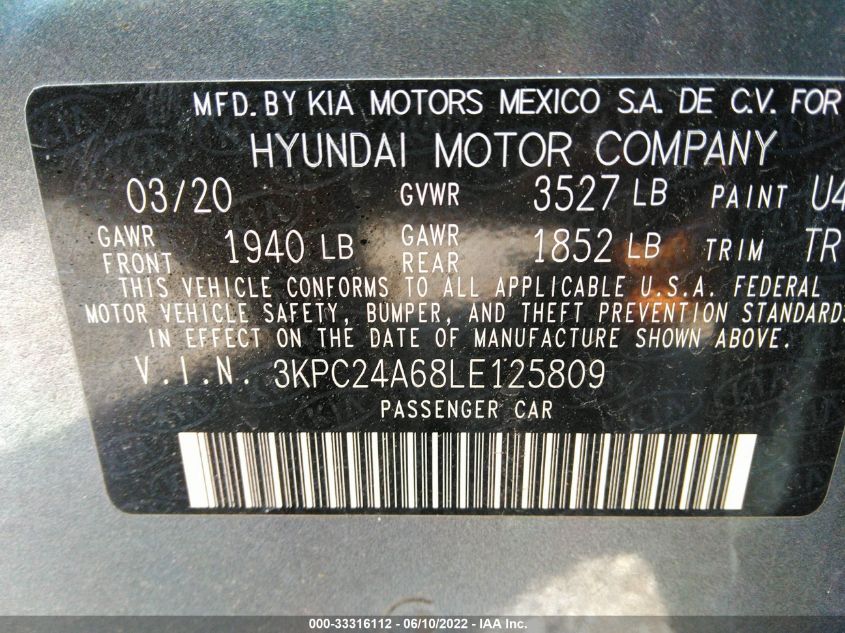 MFD. BY KIA MOTORS MEXICO S.A. DE C.V. FOR
HYUNDAI MOTOR COMPANY
03/20 GVWR 3527 LB PAINT U4
GAWR FRONT 1940 LB GAWR REAR 1852 LB TRIM TR
THIS VEHICLE CONFORMS TO ALL APPLICABLE U.S.A. FEDERAL
MOTOR VEHICLE SAFETY, BUMPER, AND THEFT PREVENTION STANDARDS
IN EFFECT ON THE DATE OF MANUFACTURE SHOWN ABOVE.
V.I.N. 3KPC24A68LE125809
PASSENGER CAR
000-33316112 - 06/10/2022 - IAA Inc.